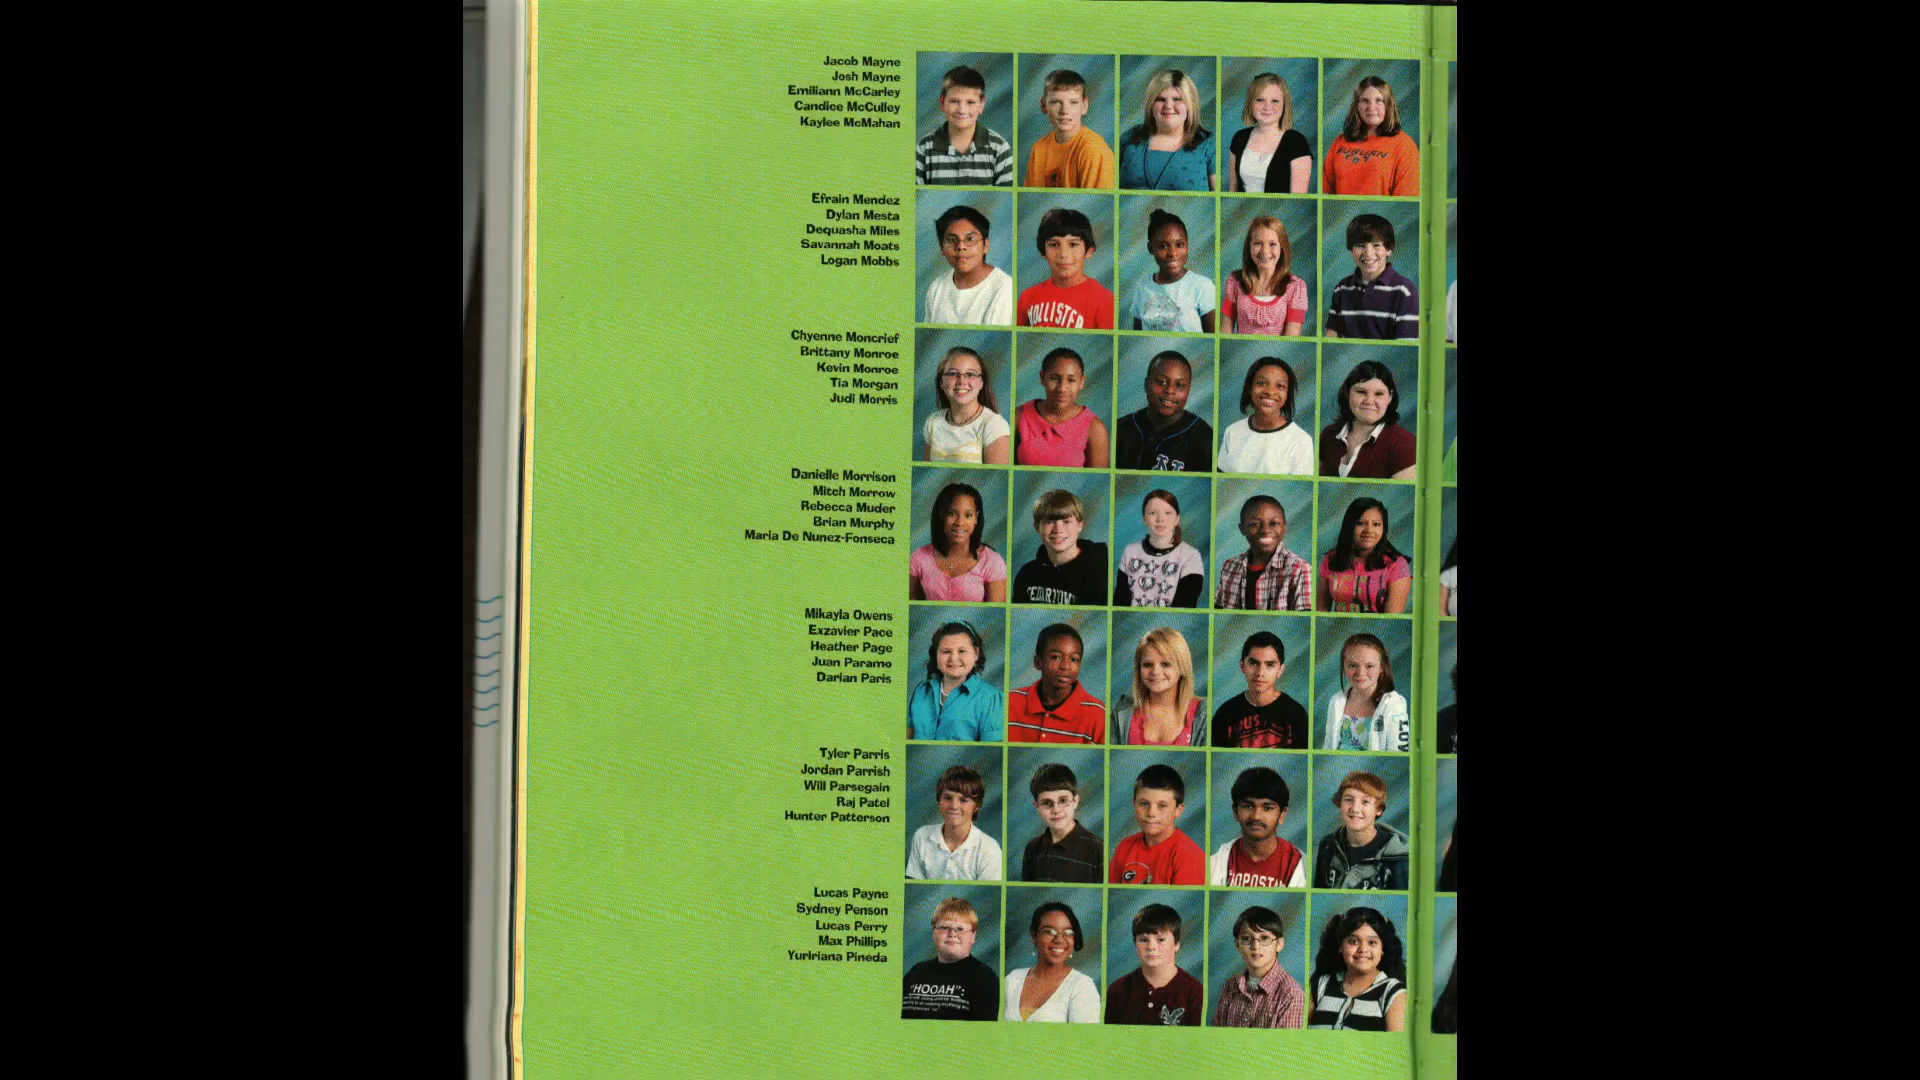 Jacob Mayne
Josh Mayne
Emiliann McCarley
Candice McCulley
Kaylee McMahan
AUBURN
Efrain Mendez
Dylan Mesta
Dequasha Miles
Savannah Moats
Logan Mobbs
HOLLISTER
Chyenne Moncrief
Brittany Monroe
Kevin Monroe
Tia Morgan
Judi Morris
Danielle Morrison
Mitch Morrow
Rebecca Muder
Brian Murphy
Maria De Nunez-Fonseca
CEDARTOWN
Mikayla Owens
Exzavier Pace
Heather Page
Juan Paramo
Darian Paris
LOV
Tyler Parris
Jordan Parrish
Will Parsegain
Raj Patel
Hunter Patterson
G
Lucas Payne
Sydney Penson
Lucas Perry
Max Phillips
Yuririana Pineda
"HOOAH":